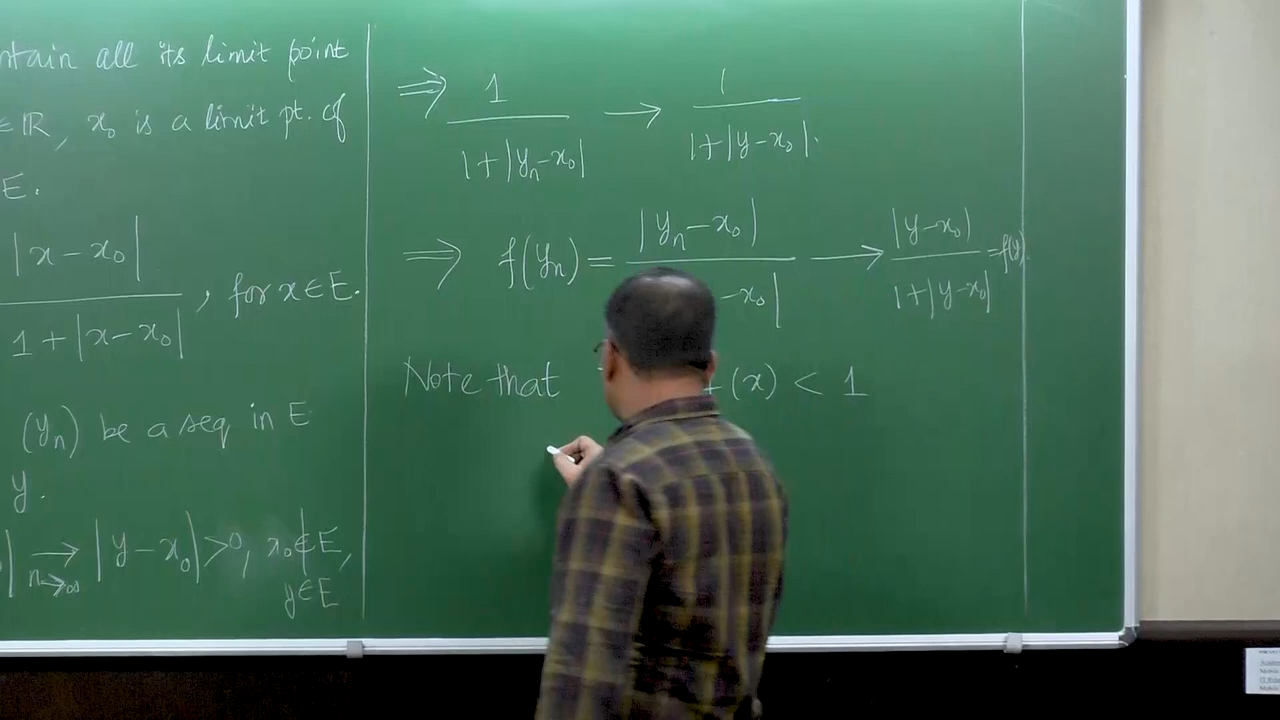 ntain all its limit point
∈ ℝ, x₀ is a limit pt. of
E.
|x - x₀|
———
1 + |x - x₀| , for x ∈ E.
(yₙ) be a seq in E
y.
| ⟶ |y - x₀| > 0, x₀ ∉ E,
n→∞
y ∈ E
⇒ 1 / (1 + |yₙ - x₀|) ⟶ 1 / (1 + |y - x₀|).
⇒ f(yₙ) = |yₙ - x₀| / - x₀| ⟶ |y - x₀| / (1 + |y - x₀|) = f(y)
Note that (x) < 1